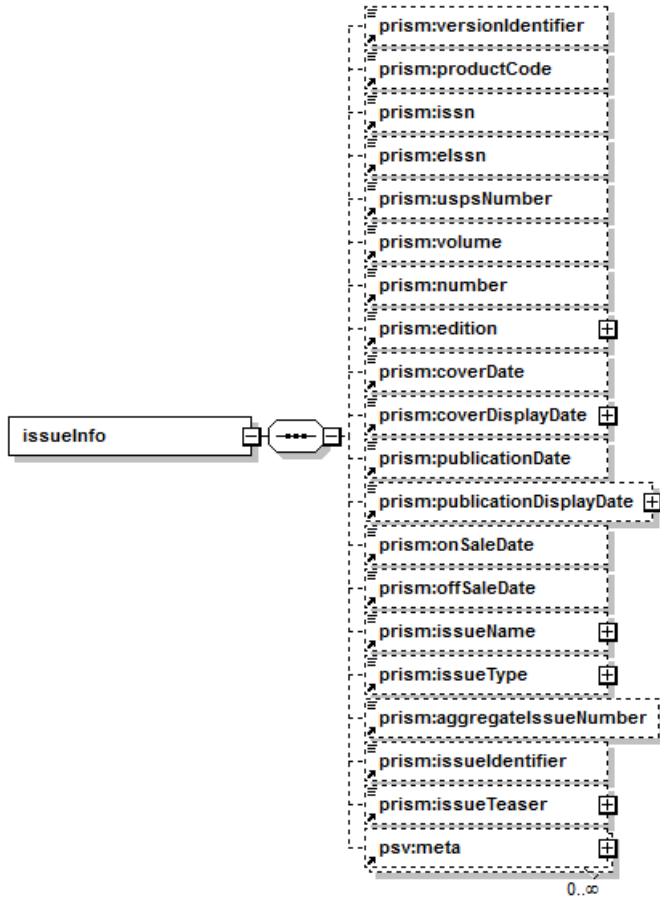 prism:versionIdentifier
prism:productCode
prism:issn
prism:eIssn
prism:uspsNumber
prism:volume
prism:number
prism:edition
prism:coverDate
issueInfo
prism:coverDisplayDate
prism:publicationDate
prism:publicationDisplayDate
prism:onSaleDate
prism:offSaleDate
prism:issueName
prism:issueType
prism:aggregateIssueNumber
prism:issueIdentifier
prism:issueTeaser
psv:meta
0..∞